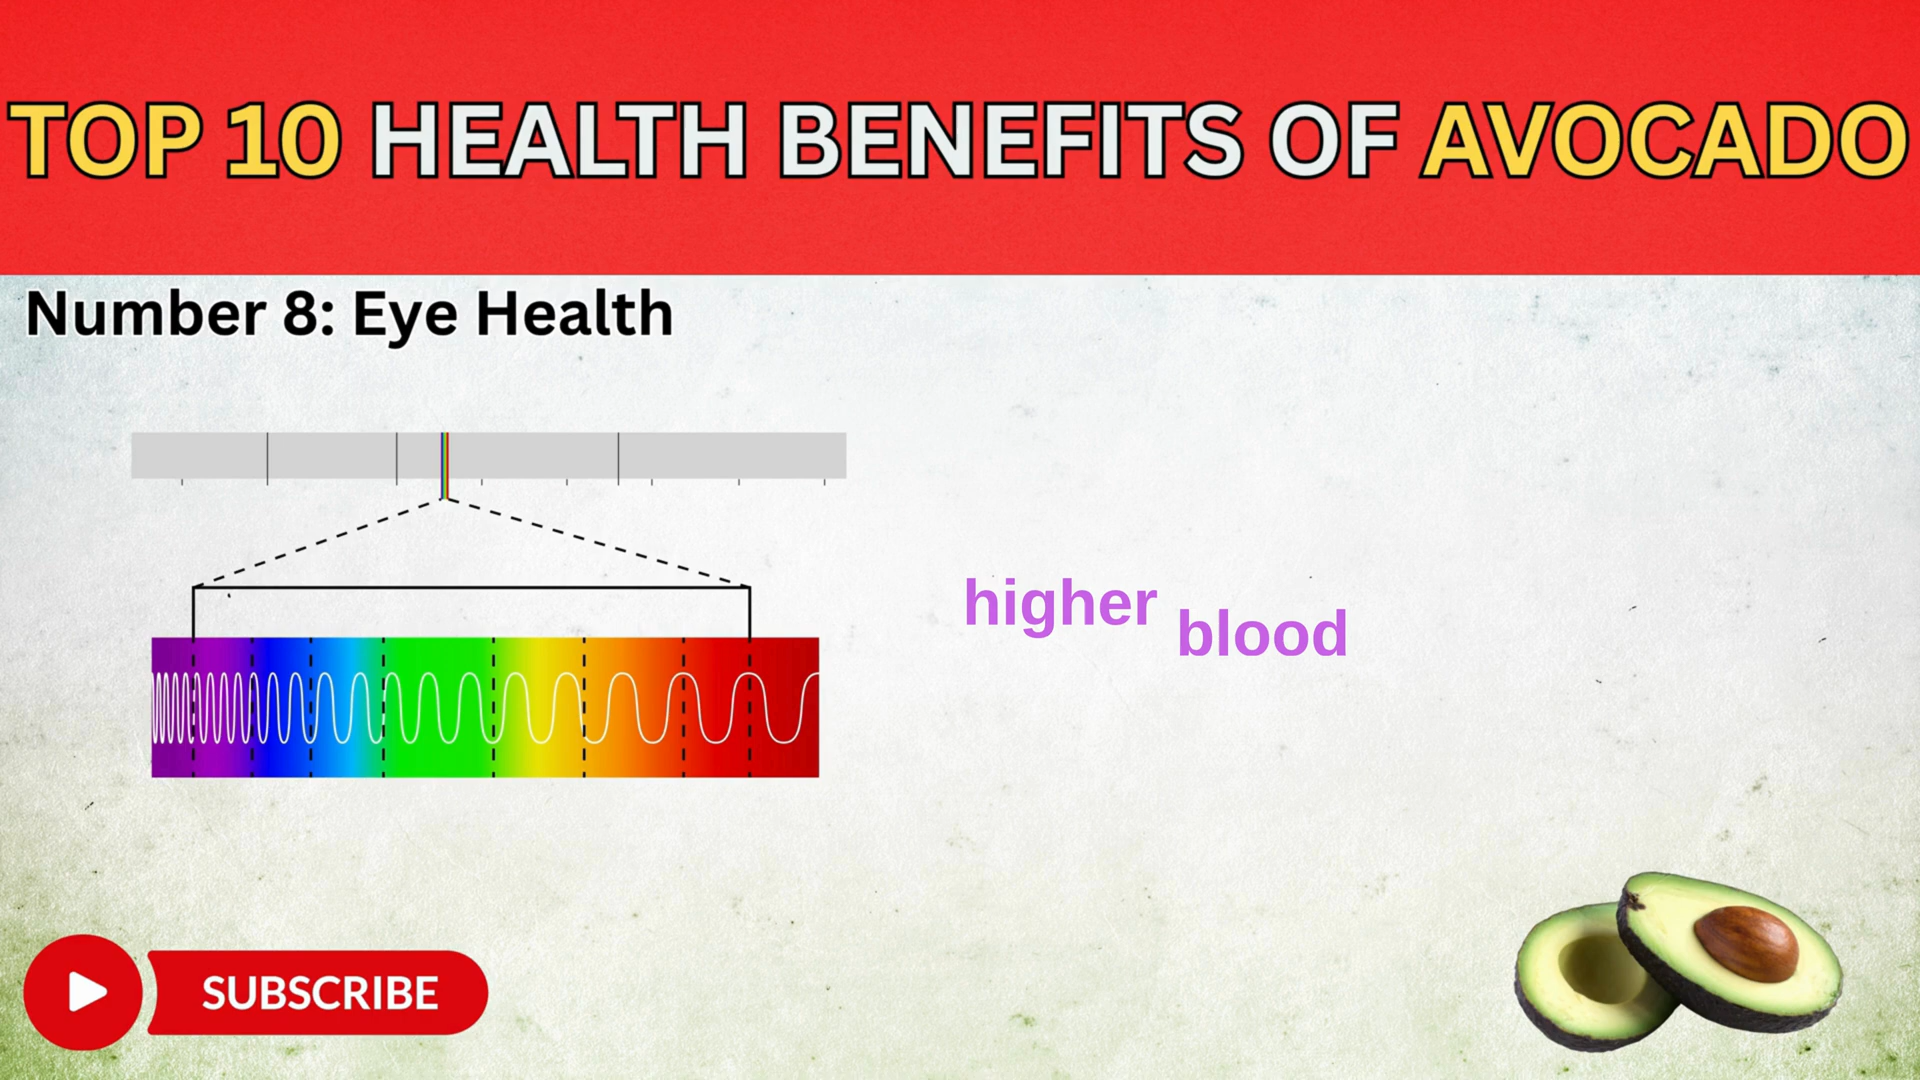 TOP 10 HEALTH BENEFITS OF AVOCADO
Number 8: Eye Health
higher blood
SUBSCRIBE